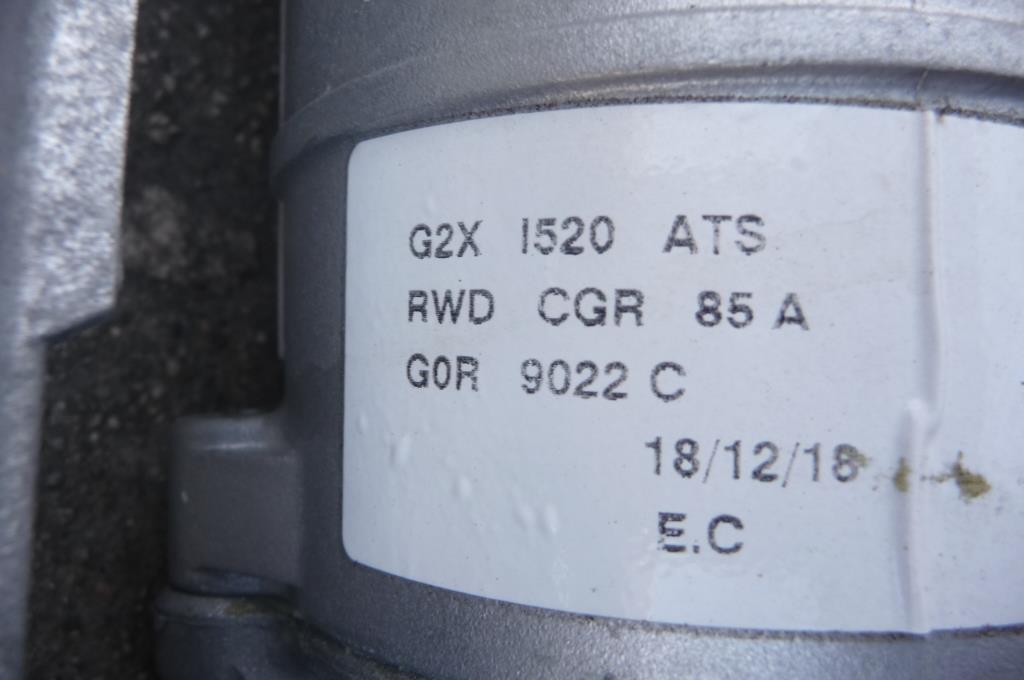 G2X I520 ATS
RWD CGR 85 A
G0R 9022 C
18/12/18
E.C